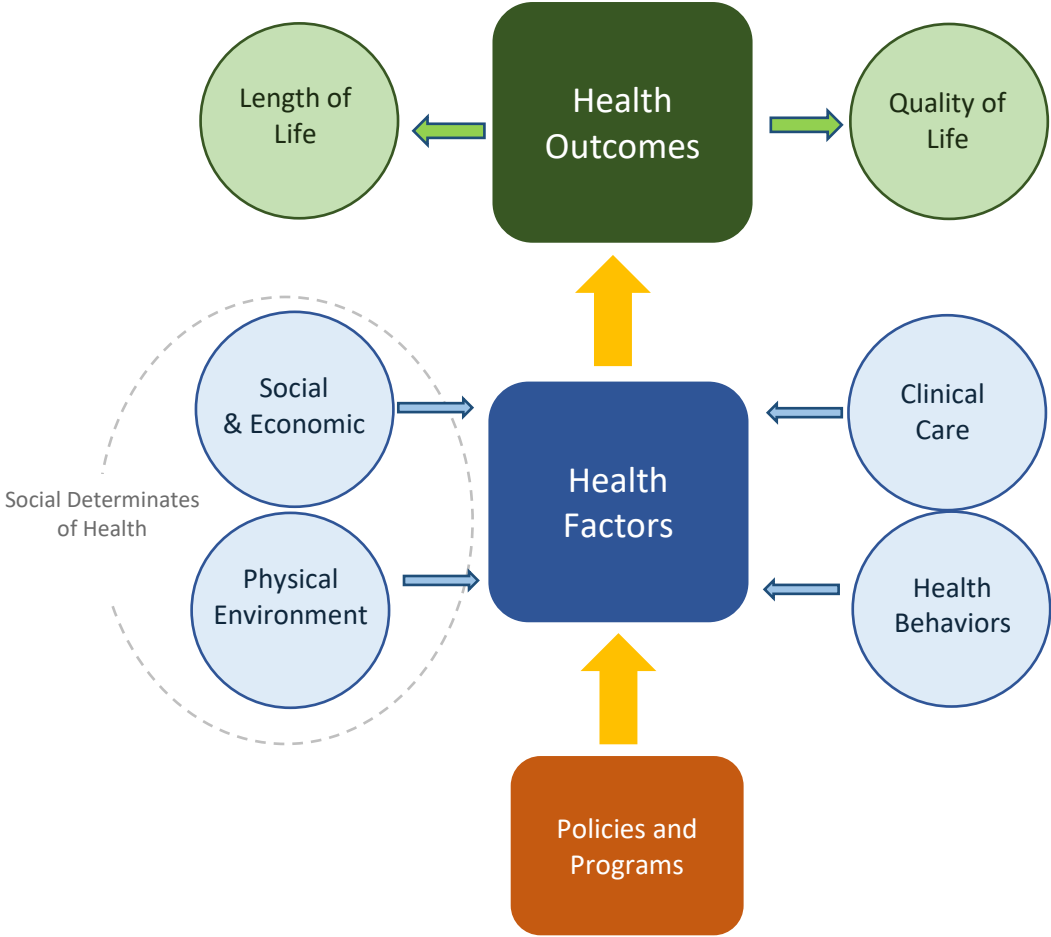 Length of
Life
Health
Outcomes
Quality of
Life
Social
& Economic
Clinical
Care
Health
Factors
Social Determinates
of Health
Physical
Environment
Health
Behaviors
Policies and
Programs